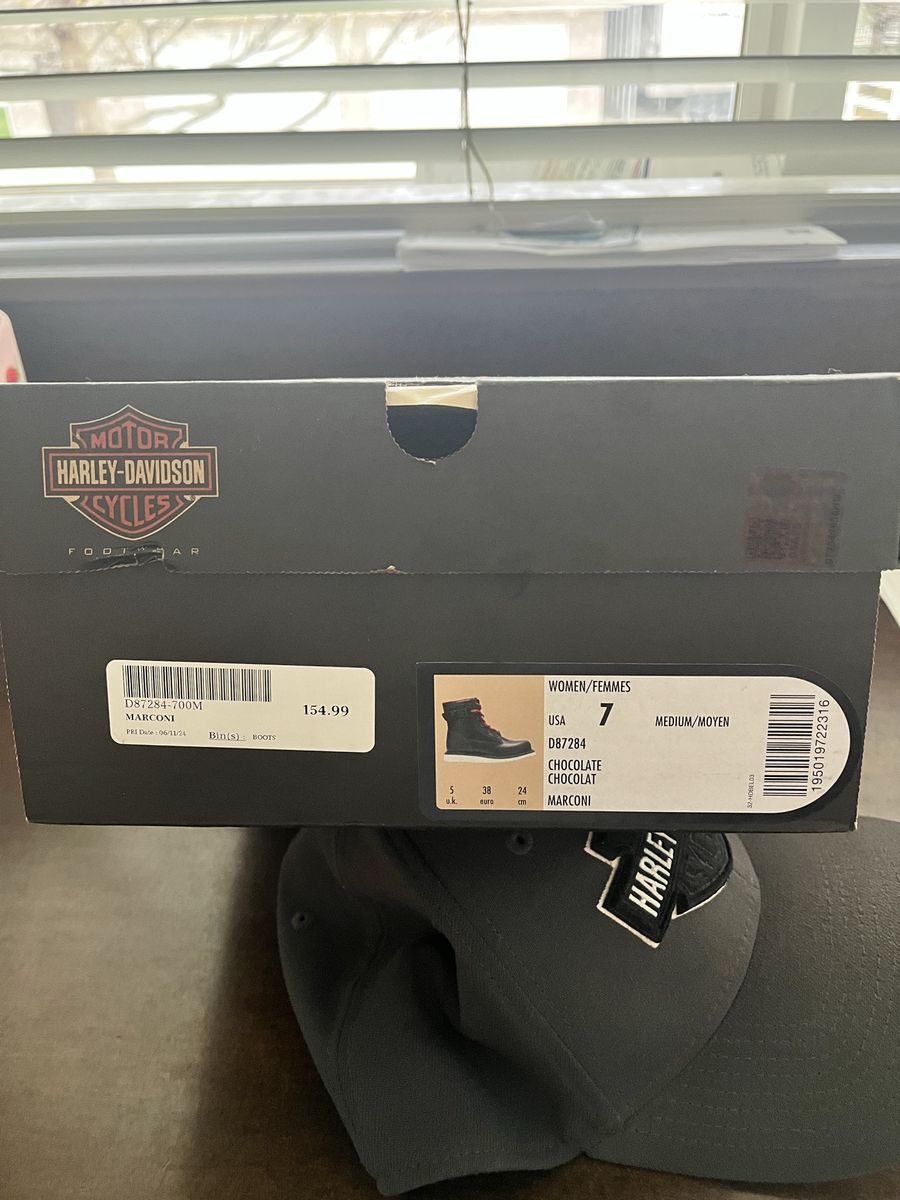 MOTOR
HARLEY-DAVIDSON
CYCLES
D87284-700M
MARCONI
154.99
PRI Date : 06/11/24
Bin(s) : BOOTS
WOMEN/FEMMES
USA 7 MEDIUM/MOYEN
D87284
CHOCOLATE
CHOCOLAT
MARCONI
5 38 24
u.k. euro cm
195019722316
HARLEY